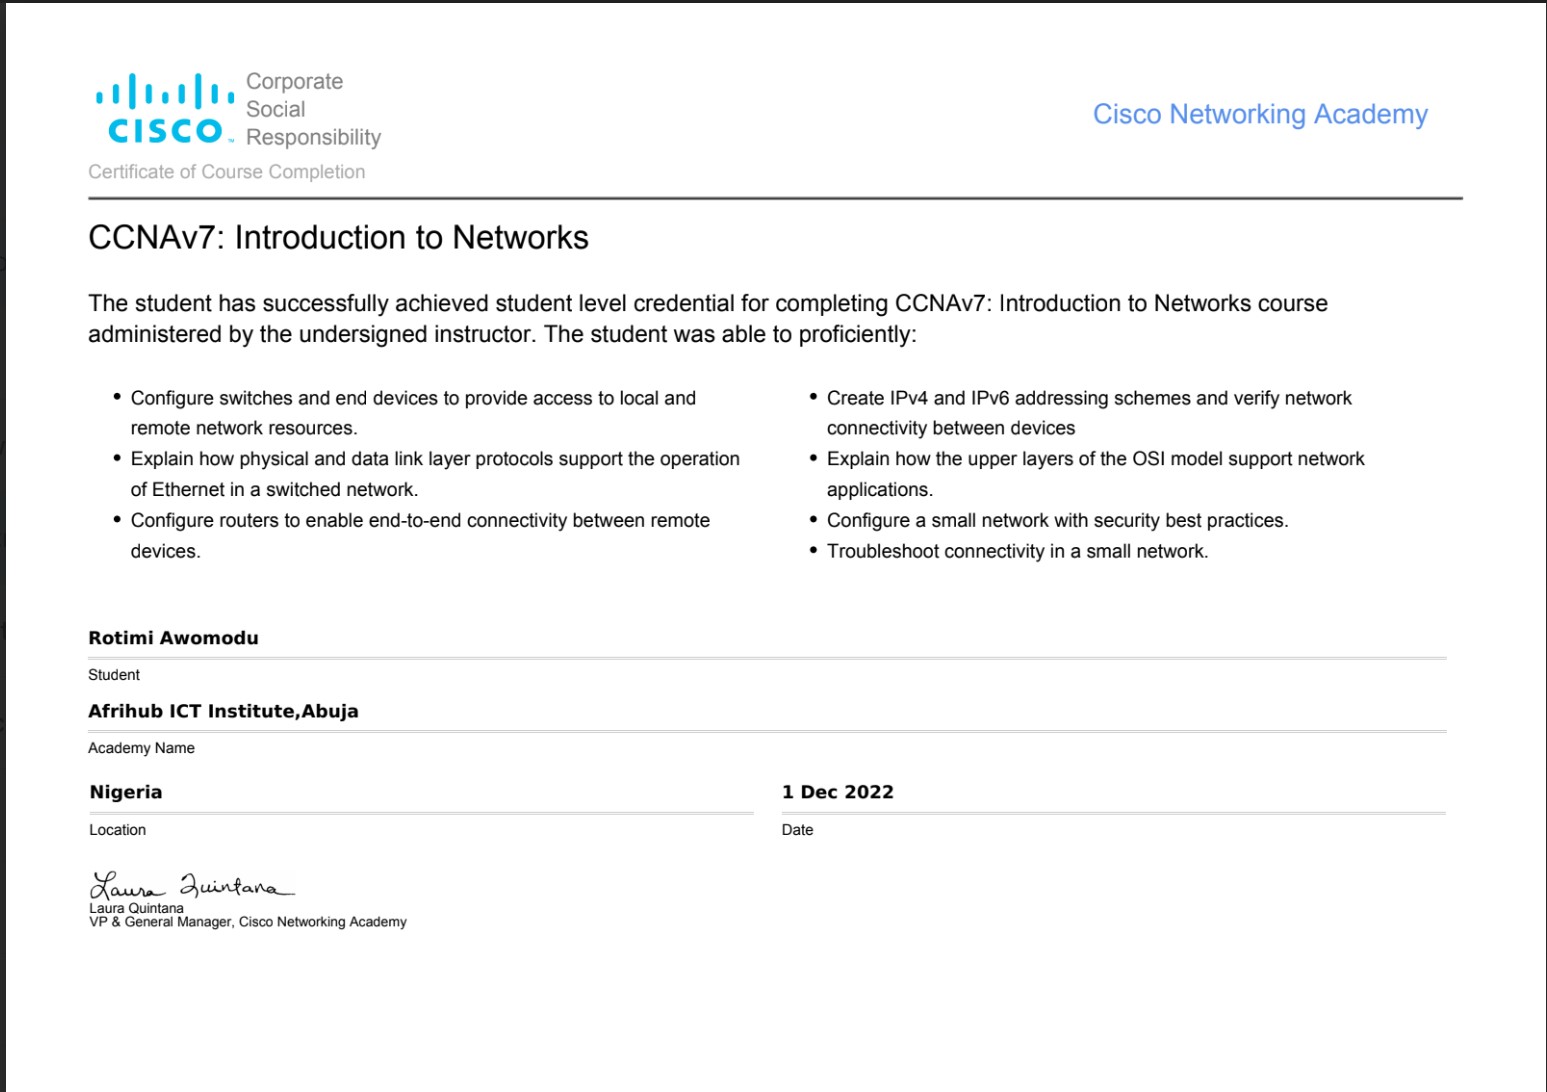 Corporate
Social
Responsibility
CISCO™
Cisco Networking Academy
Certificate of Course Completion
CCNAv7: Introduction to Networks
The student has successfully achieved student level credential for completing CCNAv7: Introduction to Networks course
administered by the undersigned instructor. The student was able to proficiently:
• Configure switches and end devices to provide access to local and
remote network resources.
• Explain how physical and data link layer protocols support the operation
of Ethernet in a switched network.
• Configure routers to enable end-to-end connectivity between remote
devices.
• Create IPv4 and IPv6 addressing schemes and verify network
connectivity between devices
• Explain how the upper layers of the OSI model support network
applications.
• Configure a small network with security best practices.
• Troubleshoot connectivity in a small network.
Rotimi Awomodu
Student
Afrihub ICT Institute,Abuja
Academy Name
Nigeria
Location
1 Dec 2022
Date
Laura Quintana
Laura Quintana
VP & General Manager, Cisco Networking Academy